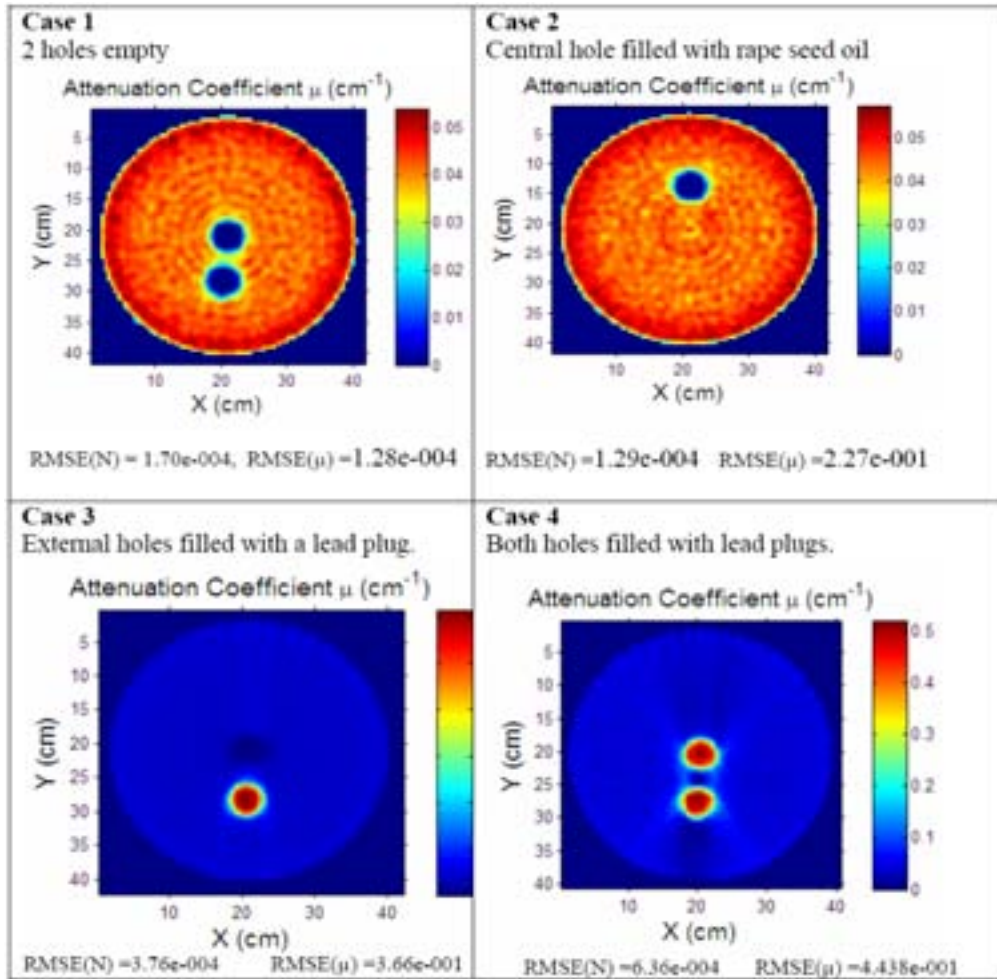 Case 1
2 holes empty
Attenuation Coefficient μ (cm⁻¹)
5
10
15
20
25
30
35
40
Y (cm)
10
20
30
40
X (cm)
0.05
0.04
0.03
0.02
0.01
0
RMSE(N) = 1.70e-004, RMSE(μ) =1.28e-004
Case 2
Central hole filled with rape seed oil
Attenuation Coefficient μ (cm⁻¹)
5
10
15
20
25
30
35
40
Y (cm)
10
20
30
40
X (cm)
0.05
0.04
0.03
0.02
0.01
0
RMSE(N) =1.29e-004 RMSE(μ) =2.27e-001
Case 3
External holes filled with a lead plug.
Attenuation Coefficient μ (cm⁻¹)
5
10
15
20
25
30
35
40
Y (cm)
10
20
30
40
X (cm)
RMSE(N) =3.76e-004 RMSE(μ) =3.66e-001
Case 4
Both holes filled with lead plugs.
Attenuation Coefficient μ (cm⁻¹)
5
10
15
20
25
30
35
40
Y (cm)
10
20
30
40
X (cm)
0.5
0.4
0.3
0.2
0.1
0
RMSE(N) =6.36e-004 RMSE(μ) =4.438e-001